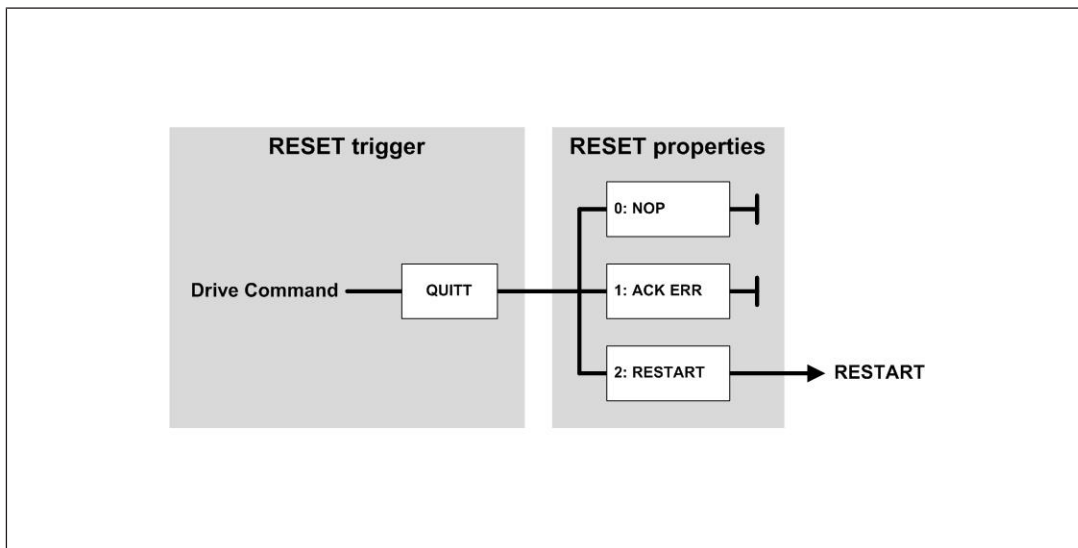 RESET trigger
RESET properties
0: NOP
Drive Command
QUITT
1: ACK ERR
2: RESTART
RESTART